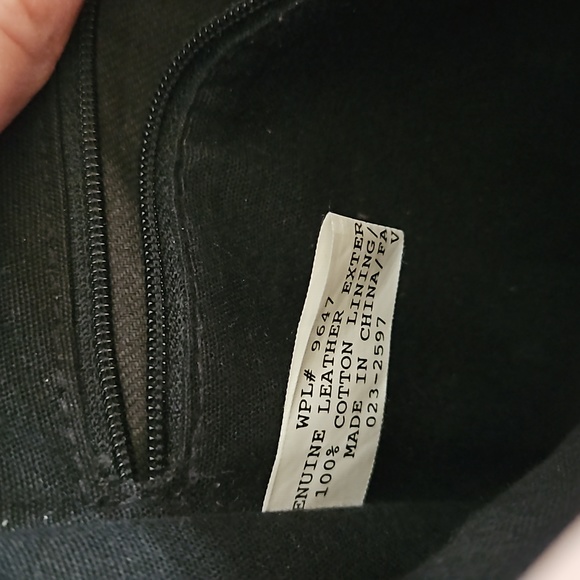 WPL# 9647
ENUINE LEATHER EXTER
100% COTTON LINING/
MADE IN CHINA/FA
023-2597 V